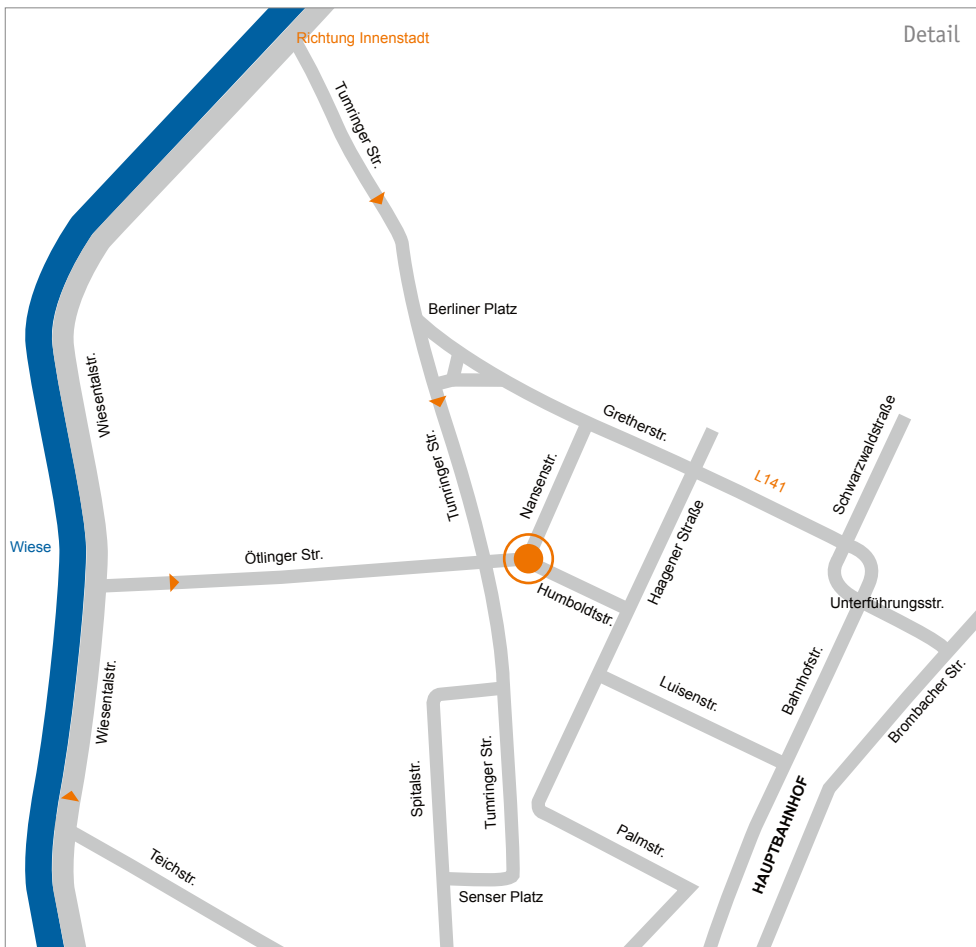 Detail
Richtung Innenstadt
Tumringer Str.
Berliner Platz
Wiesentalstr.
Gretherstr.
Schwarzwaldstraße
Tumringer Str.
L141
Nansenstr.
Haagener Straße
Wiese
Ötlinger Str.
Humboldtstr.
Unterführungsstr.
Wiesentalstr.
Luisenstr.
Bahnhofstr.
Brombacher Str.
Spitalstr.
Tumringer Str.
HAUPTBAHNHOF
Palmstr.
Teichstr.
Senser Platz